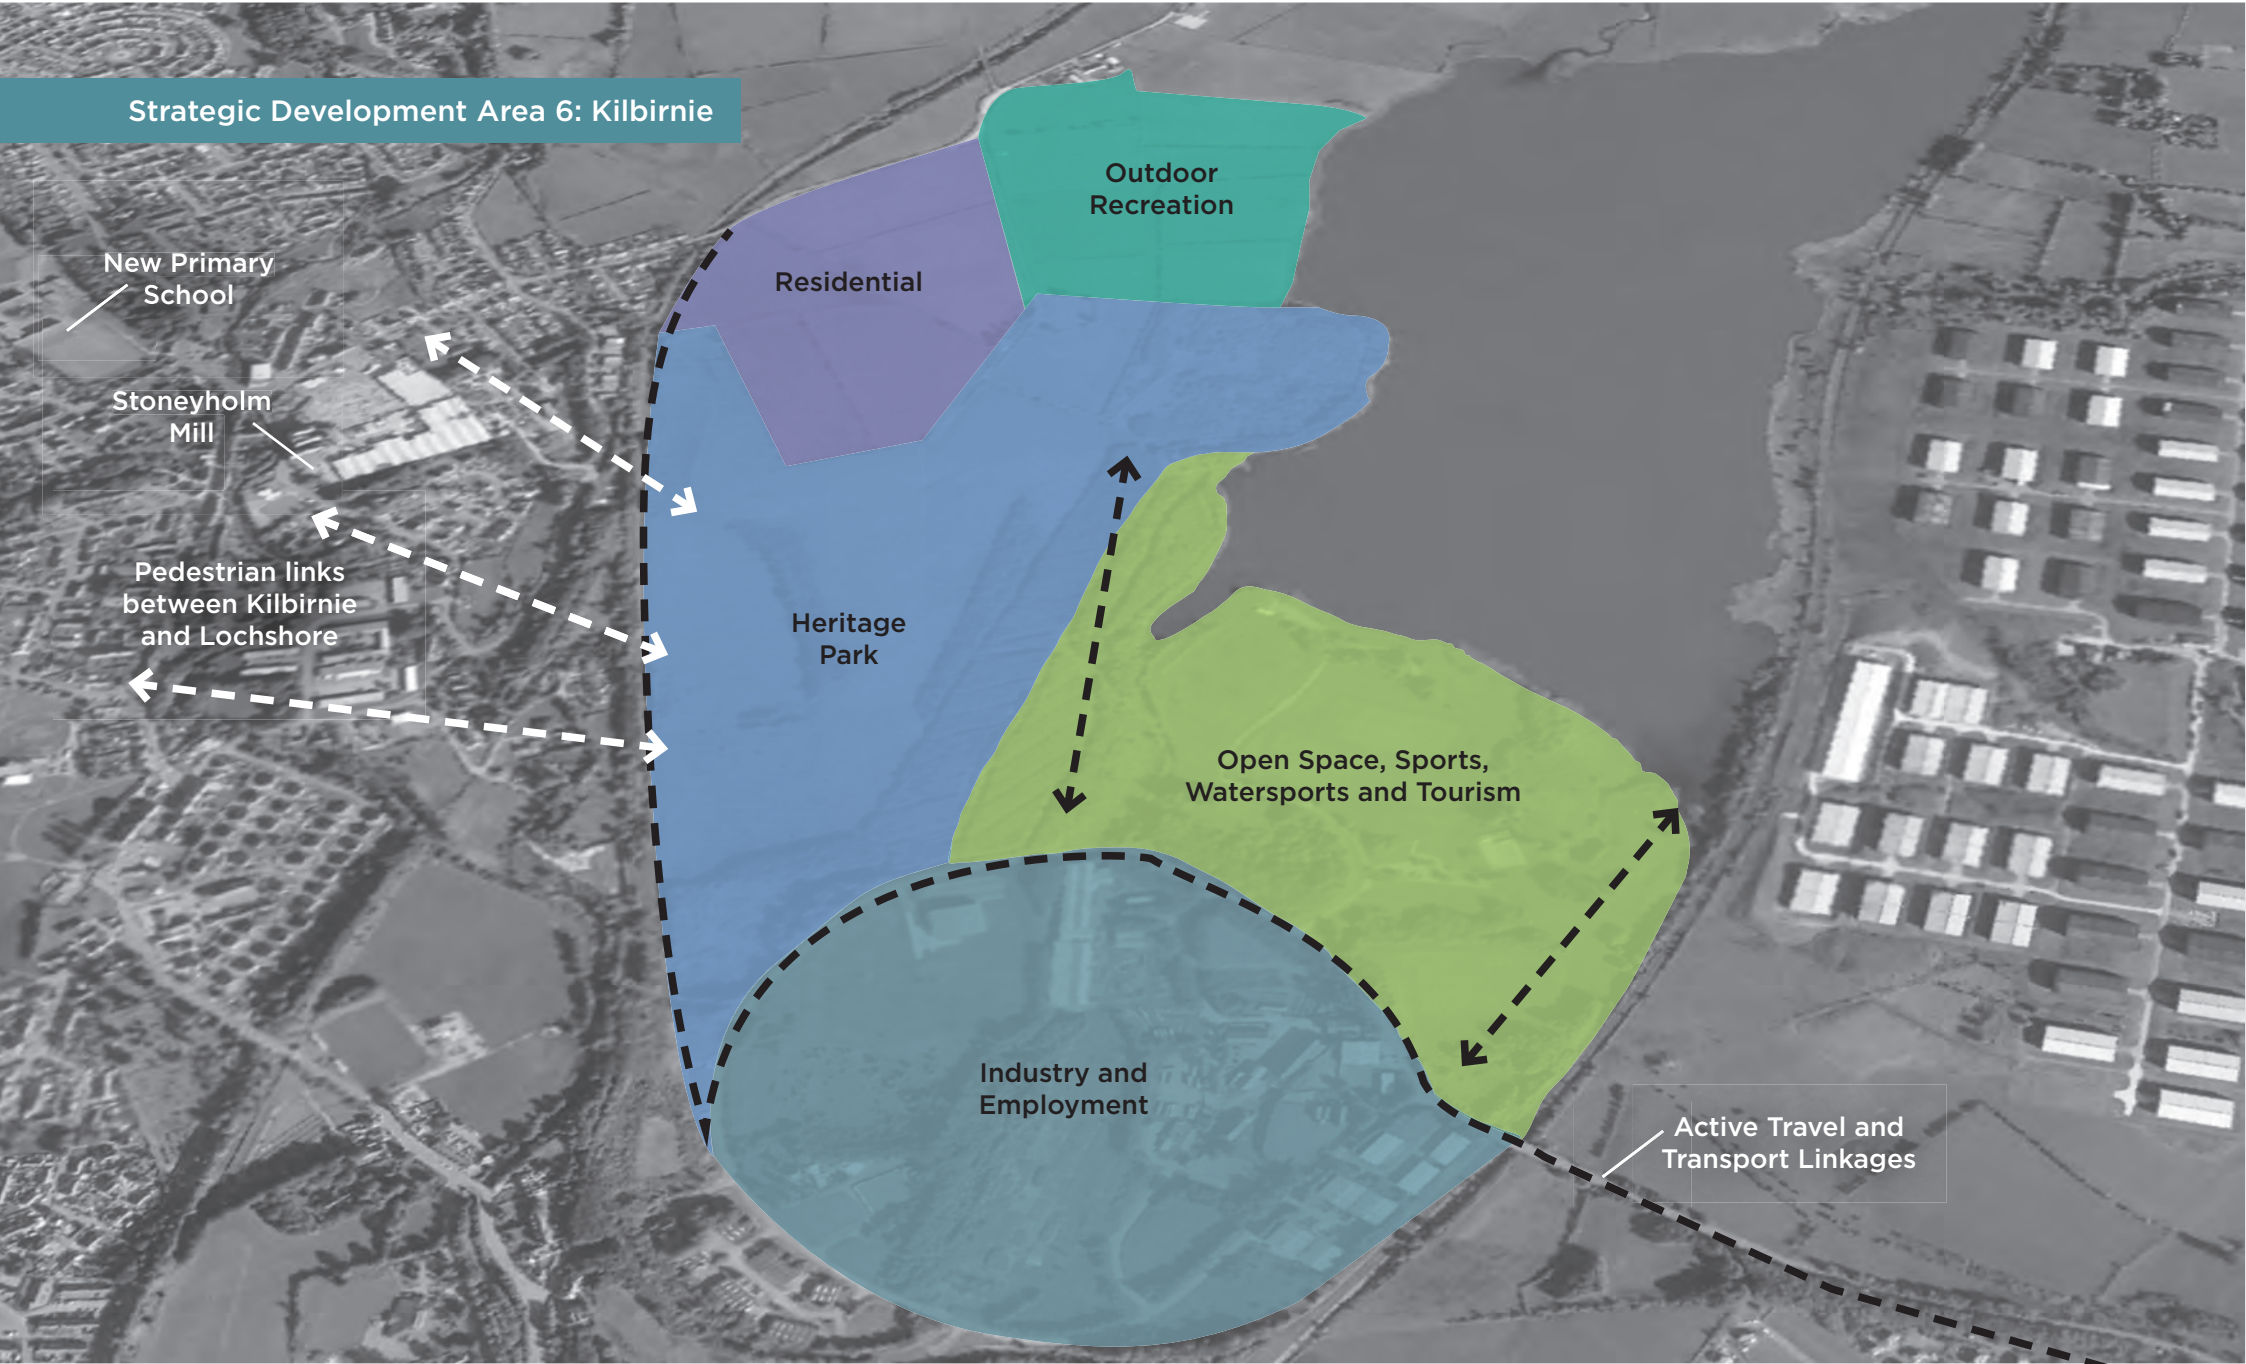 Strategic Development Area 6: Kilbirnie
Outdoor
Recreation
New Primary
School
Residential
Stoneyholm
Mill
Pedestrian links
between Kilbirnie
and Lochshore
Heritage
Park
Open Space, Sports,
Watersports and Tourism
Industry and
Employment
Active Travel and
Transport Linkages